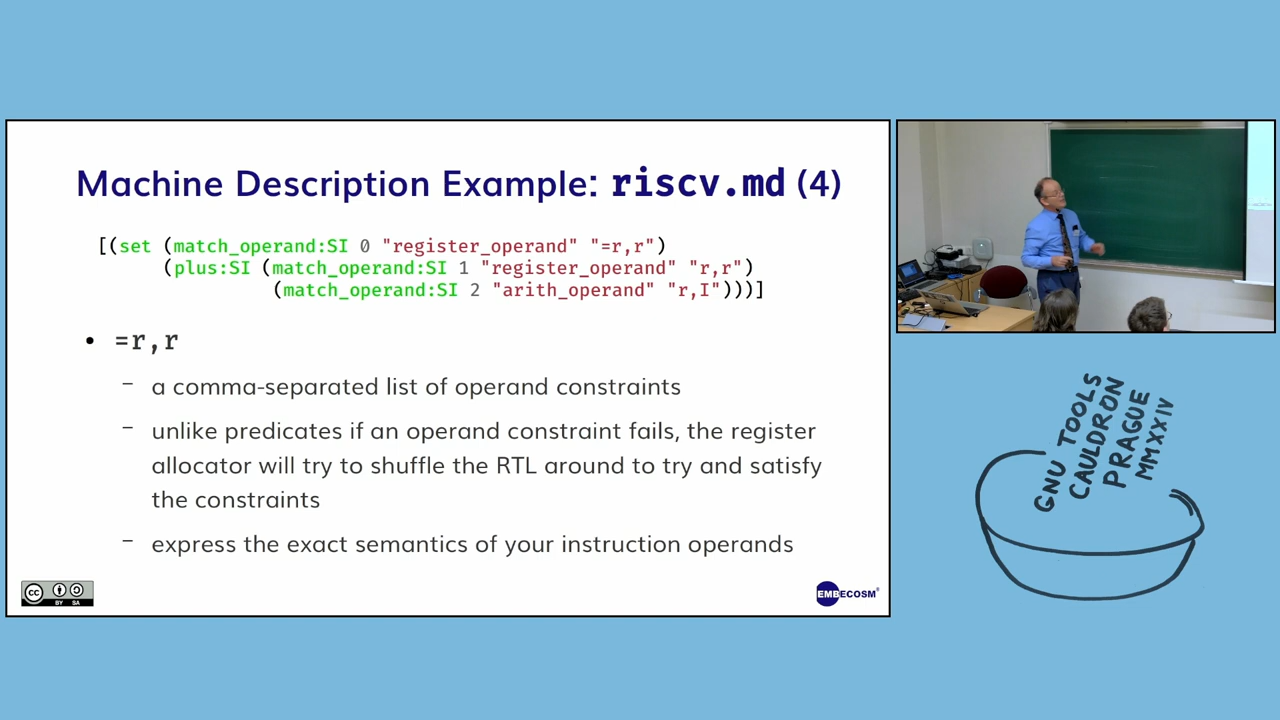 Machine Description Example: riscv.md (4)
[(set (match_operand:SI 0 "register_operand" "=r,r")
(plus:SI (match_operand:SI 1 "register_operand" "r,r")
(match_operand:SI 2 "arith_operand" "r,I")))]
• =r,r
– a comma-separated list of operand constraints
– unlike predicates if an operand constraint fails, the register
allocator will try to shuffle the RTL around to try and satisfy
the constraints
– express the exact semantics of your instruction operands
cc
BY SA
EMBECOSM®
GNU TOOLS
CAULDRON
PRAGUE
MMXXIV